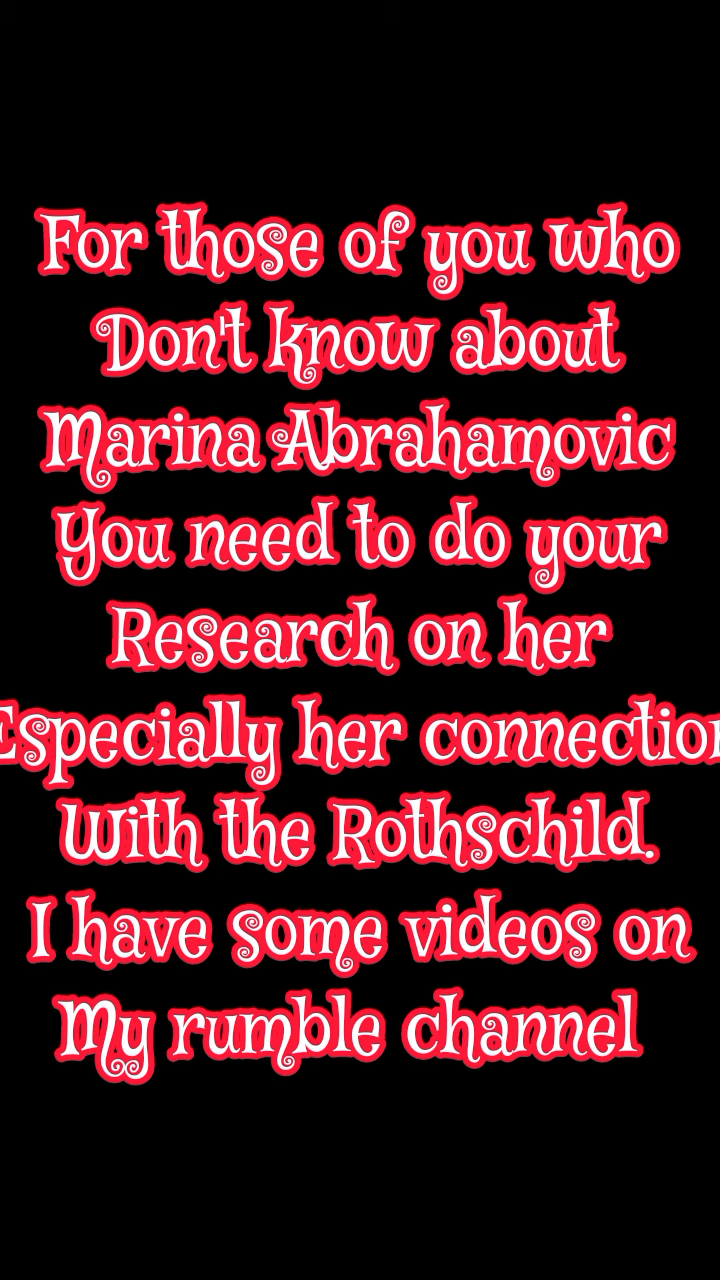 For those of you who
Don't know about
Marina Abrahamovic
You need to do your
Research on her
Especially her connection
With the Rothschild.
I have some videos on
My rumble channel